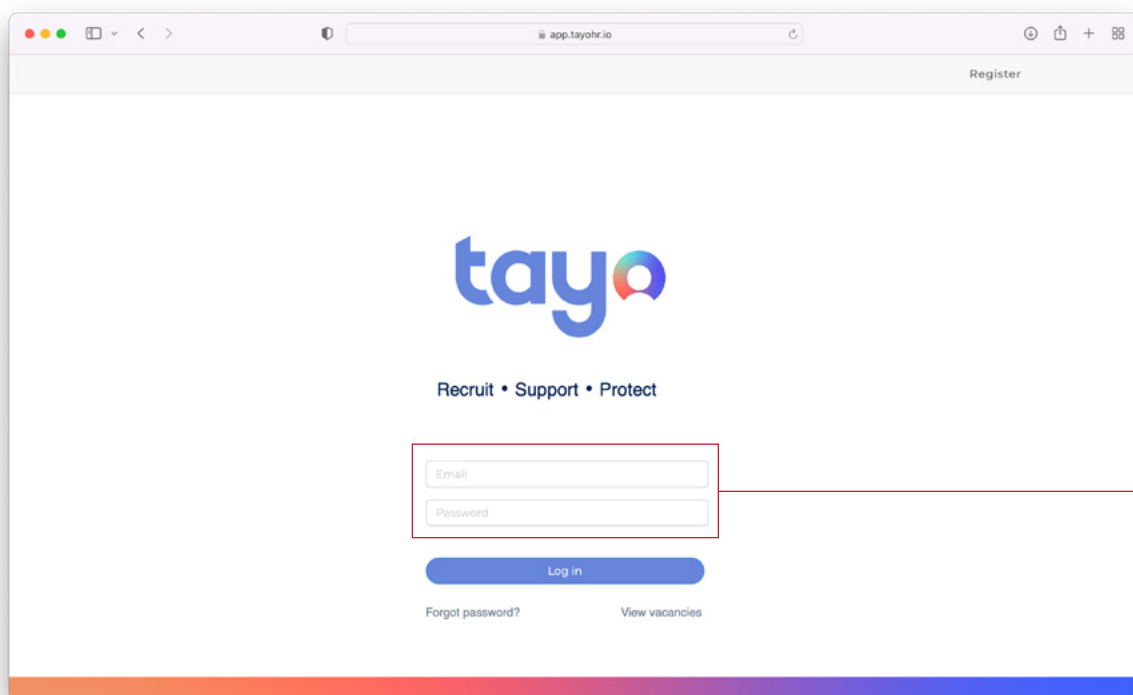 app.tayohr.io
Register
tayo
Recruit • Support • Protect
Email
Password
Log in
Forgot password?
View vacancies